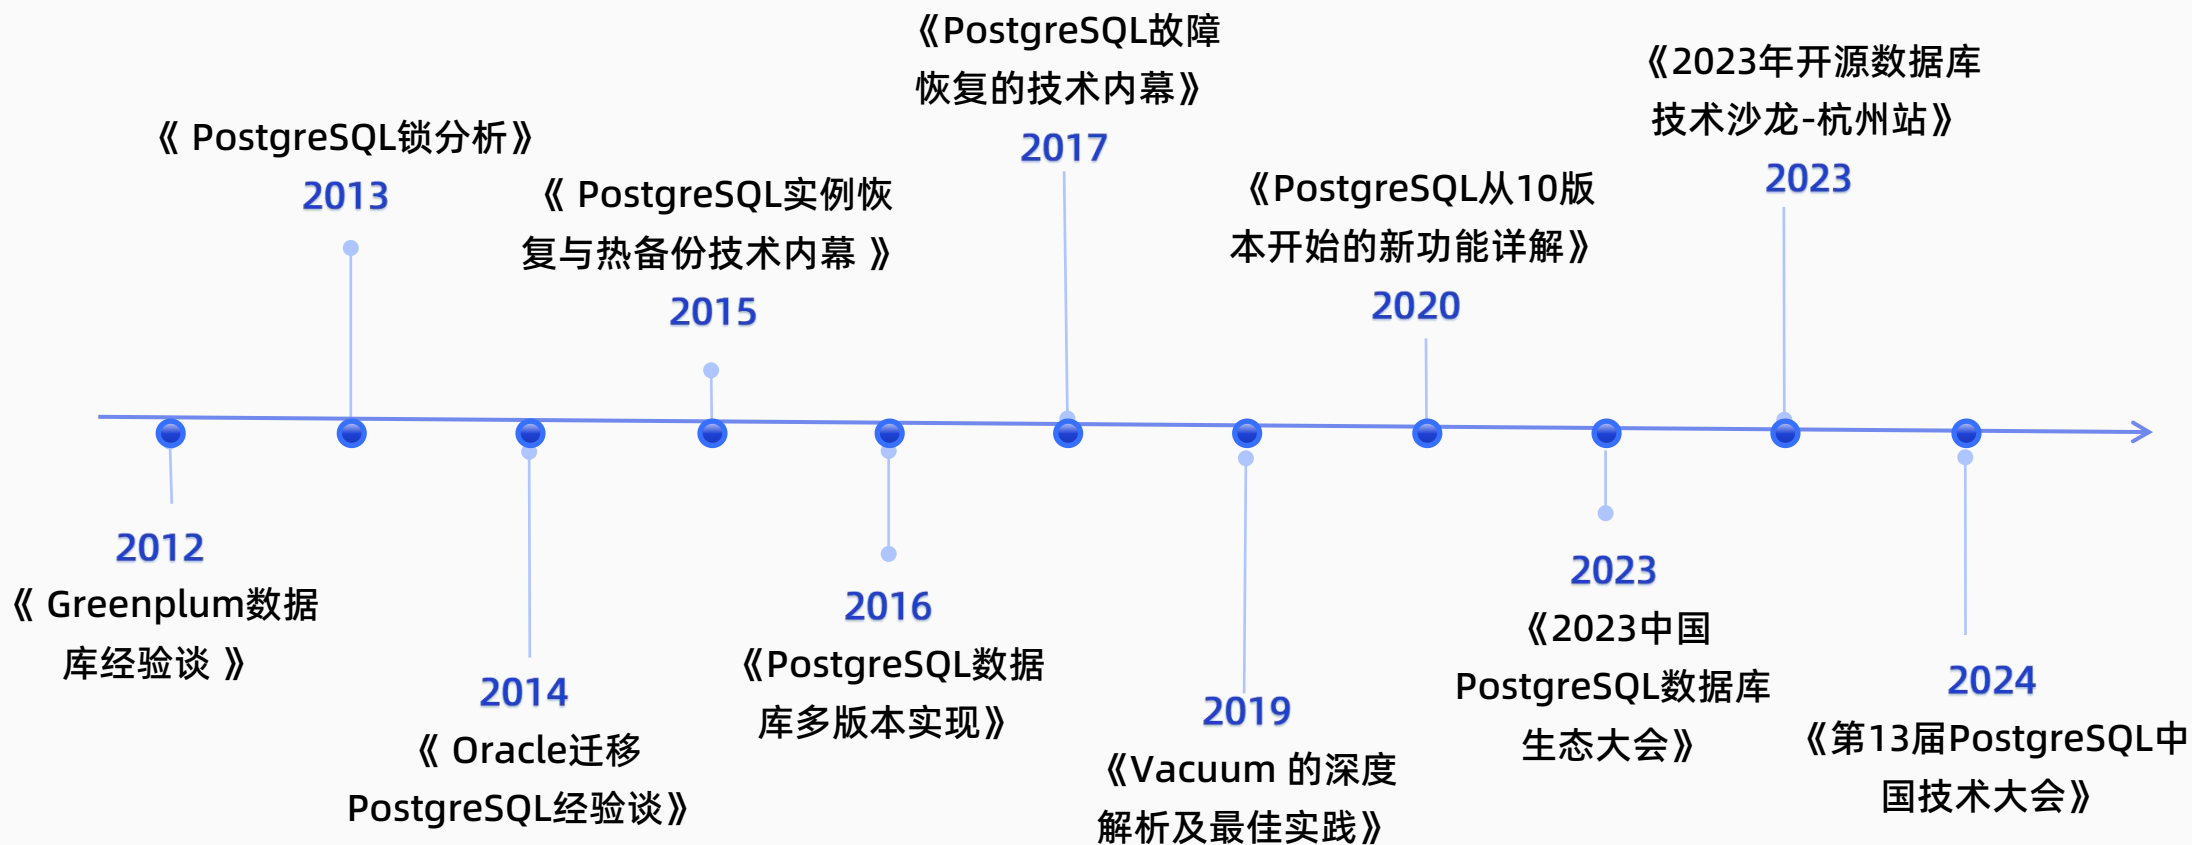 《 Greenplum数据
库经验谈 》
2012
《 PostgreSQL锁分析》
2013
2014
《 Oracle迁移
PostgreSQL经验谈》
《 PostgreSQL实例恢
复与热备份技术内幕 》
2015
2016
《PostgreSQL数据
库多版本实现》
《PostgreSQL故障
恢复的技术内幕》
2017
2019
《Vacuum 的深度
解析及最佳实践》
《PostgreSQL从10版
本开始的新功能详解》
2020
2023
《2023中国
PostgreSQL数据库
生态大会》
《2023年开源数据库
技术沙龙-杭州站》
2023
2024
《第13届PostgreSQL中
国技术大会》